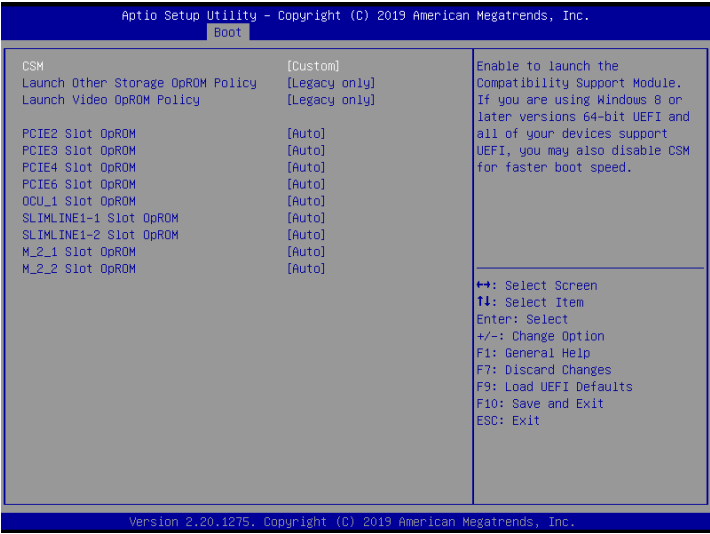 Aptio Setup Utility – Copyright (C) 2019 American Megatrends, Inc.
Boot
CSM [Custom]
Launch Other Storage OpROM Policy [Legacy only]
Launch Video OpROM Policy [Legacy only]
PCIE2 Slot OpROM [Auto]
PCIE3 Slot OpROM [Auto]
PCIE4 Slot OpROM [Auto]
PCIE6 Slot OpROM [Auto]
OCU_1 Slot OpROM [Auto]
SLIMLINE1-1 Slot OpROM [Auto]
SLIMLINE1-2 Slot OpROM [Auto]
M_2_1 Slot OpROM [Auto]
M_2_2 Slot OpROM [Auto]
Enable to launch the
Compatibility Support Module.
If you are using Windows 8 or
later versions 64-bit UEFI and
all of your devices support
UEFI, you may also disable CSM
for faster boot speed.
↔: Select Screen
↑↓: Select Item
Enter: Select
+/-: Change Option
F1: General Help
F7: Discard Changes
F9: Load UEFI Defaults
F10: Save and Exit
ESC: Exit
Version 2.20.1275. Copyright (C) 2019 American Megatrends, Inc.